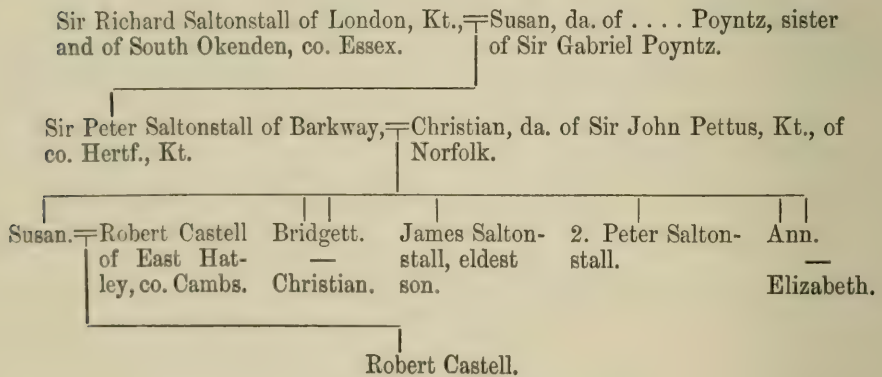 Sir Richard Saltonstall of London, Kt.,=Susan, da. of .... Poyntz, sister
and of South Okenden, co. Essex. of Sir Gabriel Poyntz.
Sir Peter Saltonstall of Barkway,=Christian, da. of Sir John Pettus, Kt., of
co. Hertf., Kt. Norfolk.
Susan.=Robert Castell
of East Hat-
ley, co. Cambs.
Bridgett.
—
Christian.
James Salton-
stall, eldest
son.
2. Peter Salton-
stall.
Ann.
—
Elizabeth.
Robert Castell.